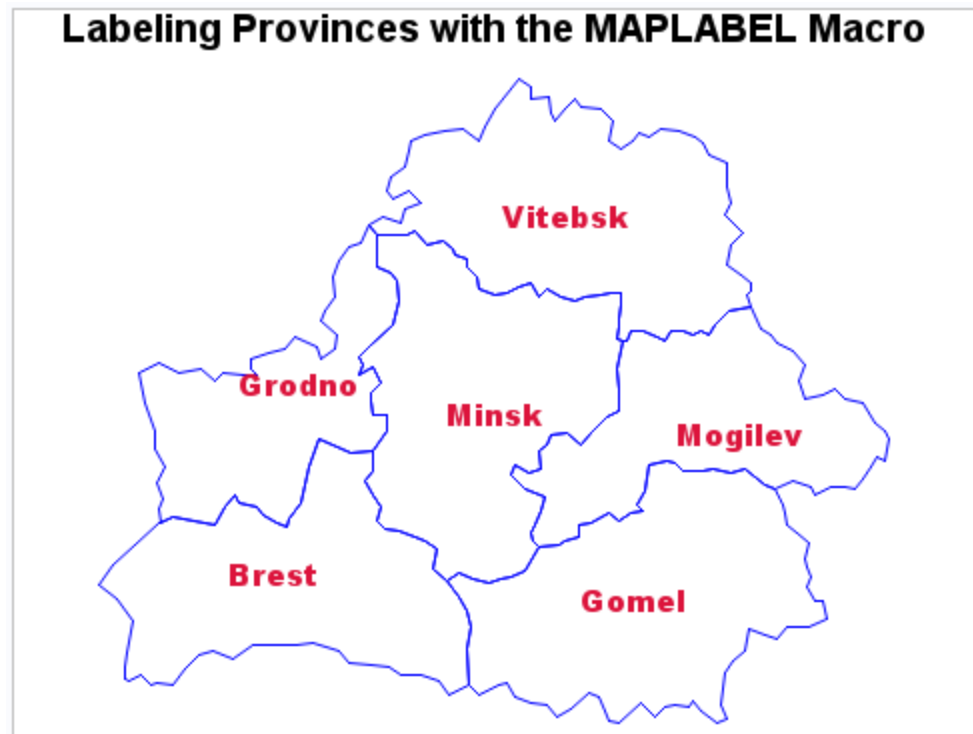 Labeling Provinces with the MAPLABEL Macro
Vitebsk
Grodno
Minsk
Mogilev
Brest
Gomel